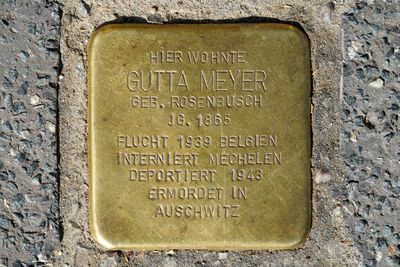 HIER WOHNTE
GUTTA MEYER
GEB. ROSENBUSCH
JG. 1865
FLUCHT 1939 BELGIEN
INTERNIERT MECHELEN
DEPORTIERT 1943
ERMORDET IN
AUSCHWITZ